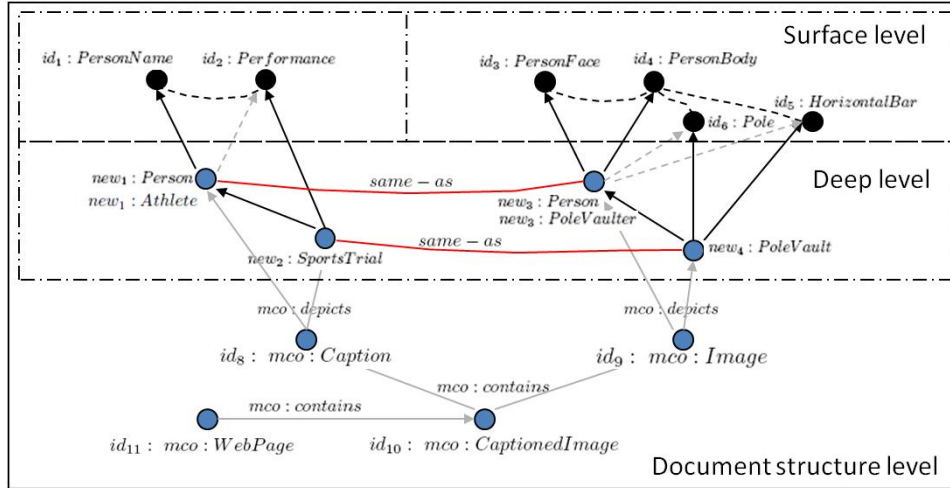 Surface level
id₁ : PersonName
id₂ : Performance
id₃ : PersonFace
id₄ : PersonBody
id₅ : HorizontalBar
id₆ : Pole
new₁ : Person
new₁ : Athlete
same − as
new₃ : Person
new₃ : PoleVaulter
Deep level
same − as
new₂ : SportsTrial
new₄ : PoleVault
mco : depicts
mco : depicts
id₈ : mco : Caption
id₉ : mco : Image
mco : contains
mco : contains
id₁₁ : mco : WebPage
id₁₀ : mco : CaptionedImage
Document structure level